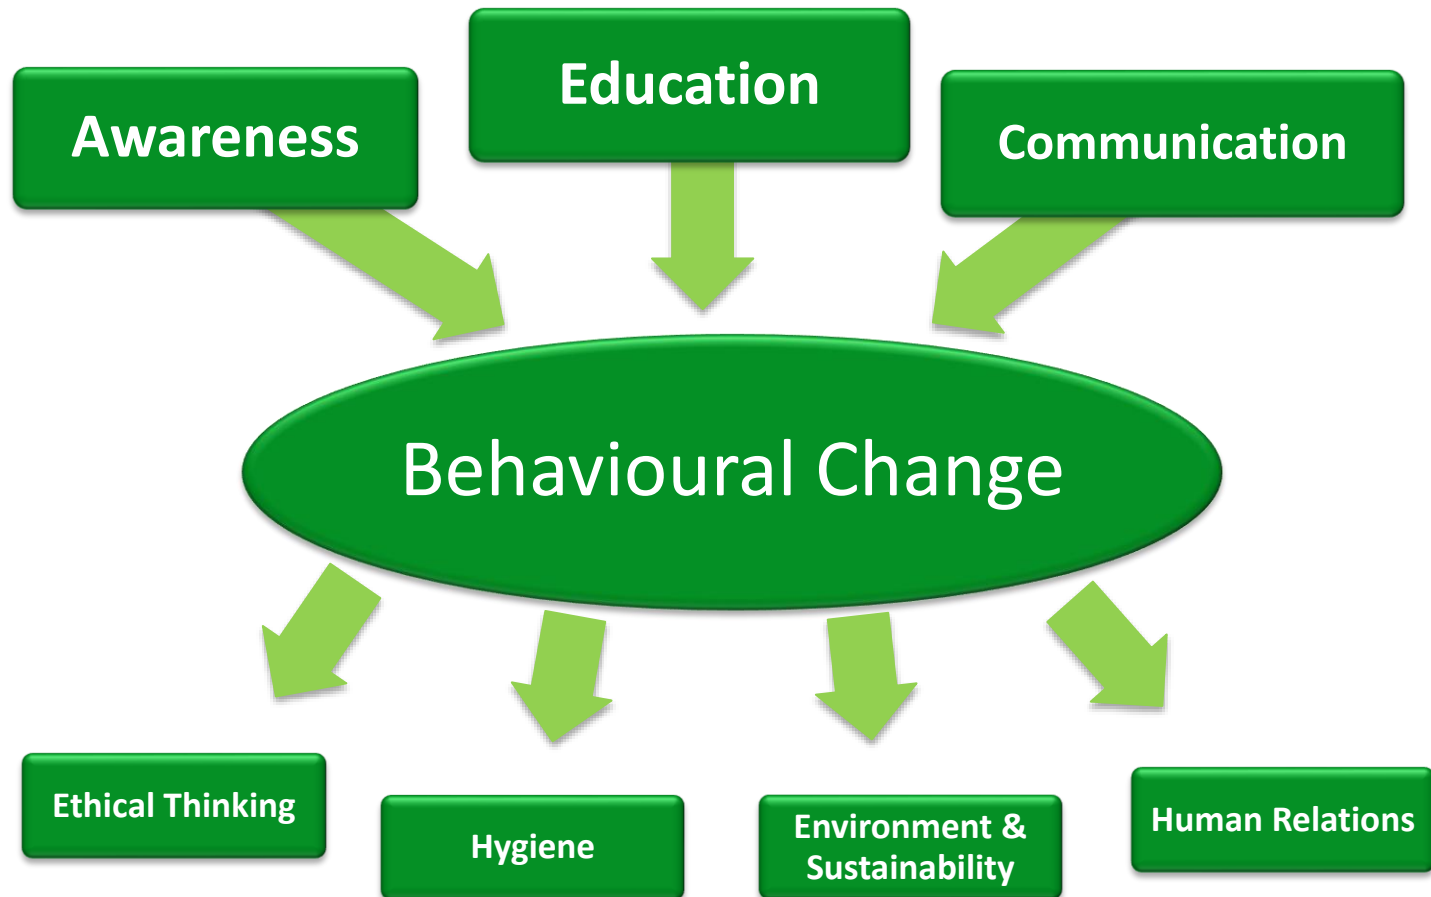 Education
Awareness
Communication
Behavioural Change
Ethical Thinking
Hygiene
Environment &
Sustainability
Human Relations